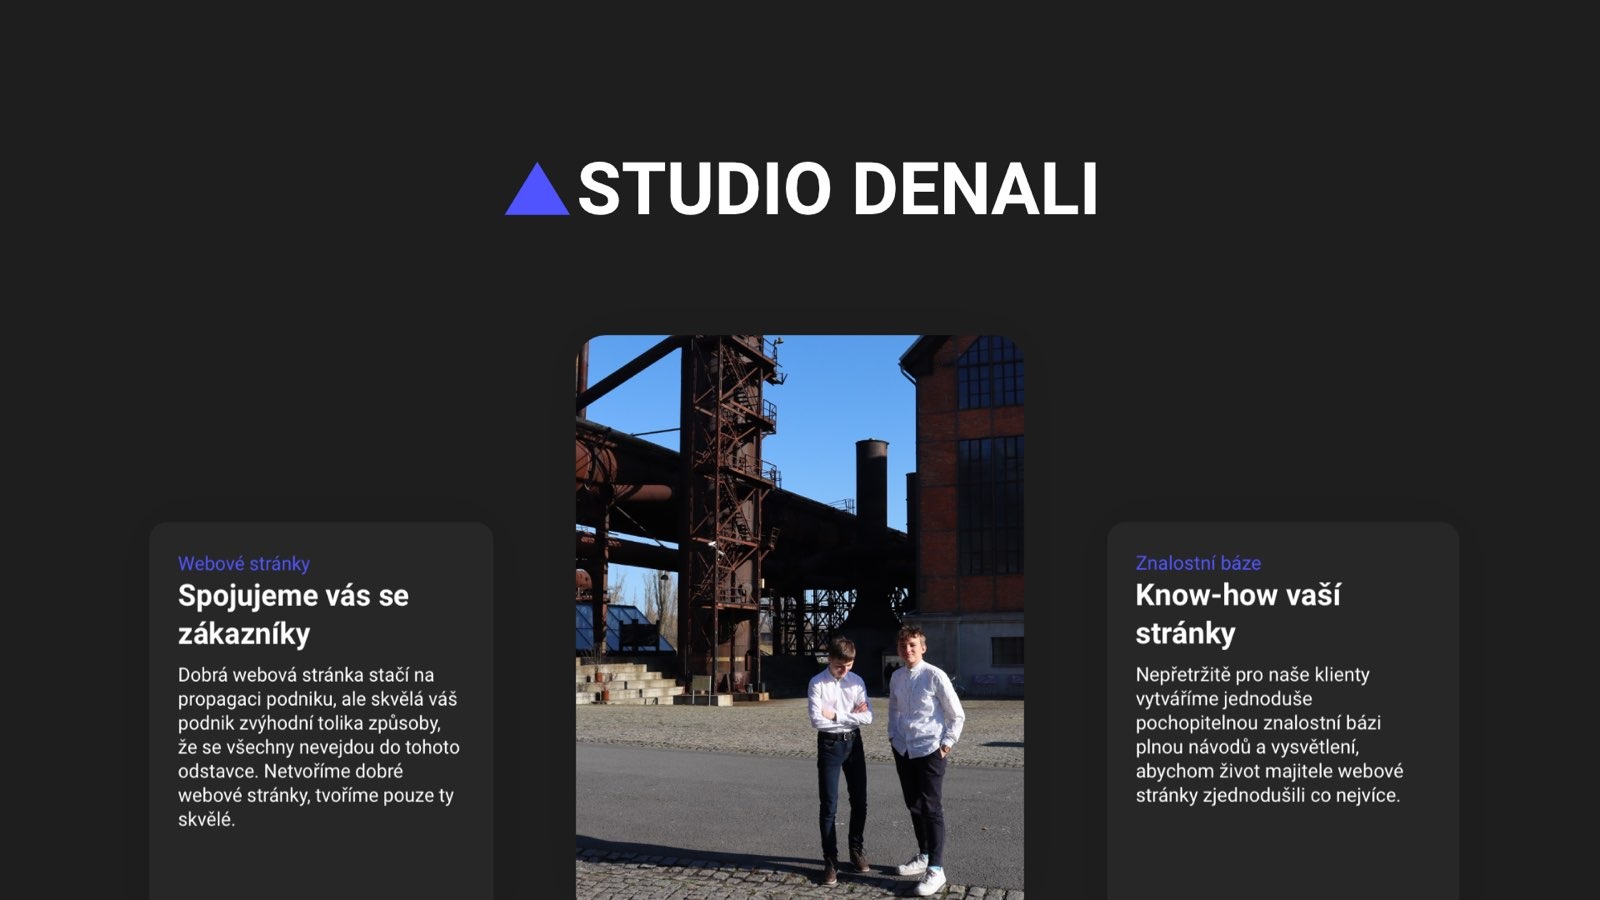 STUDIO DENALI
Webové stránky
Spojujeme vás se
zákazníky
Dobrá webová stránka stačí na
propagaci podniku, ale skvělá váš
podnik zvýhodní tolika způsoby,
že se všechny nevejdou do tohoto
odstavce. Netvoříme dobré
webové stránky, tvoříme pouze ty
skvělé.
Znalostní báze
Know-how vaší
stránky
Nepřetržitě pro naše klienty
vytváříme jednoduše
pochopitelnou znalostní bázi
plnou návodů a vysvětlení,
abychom život majitele webové
stránky zjednodušili co nejvíce.